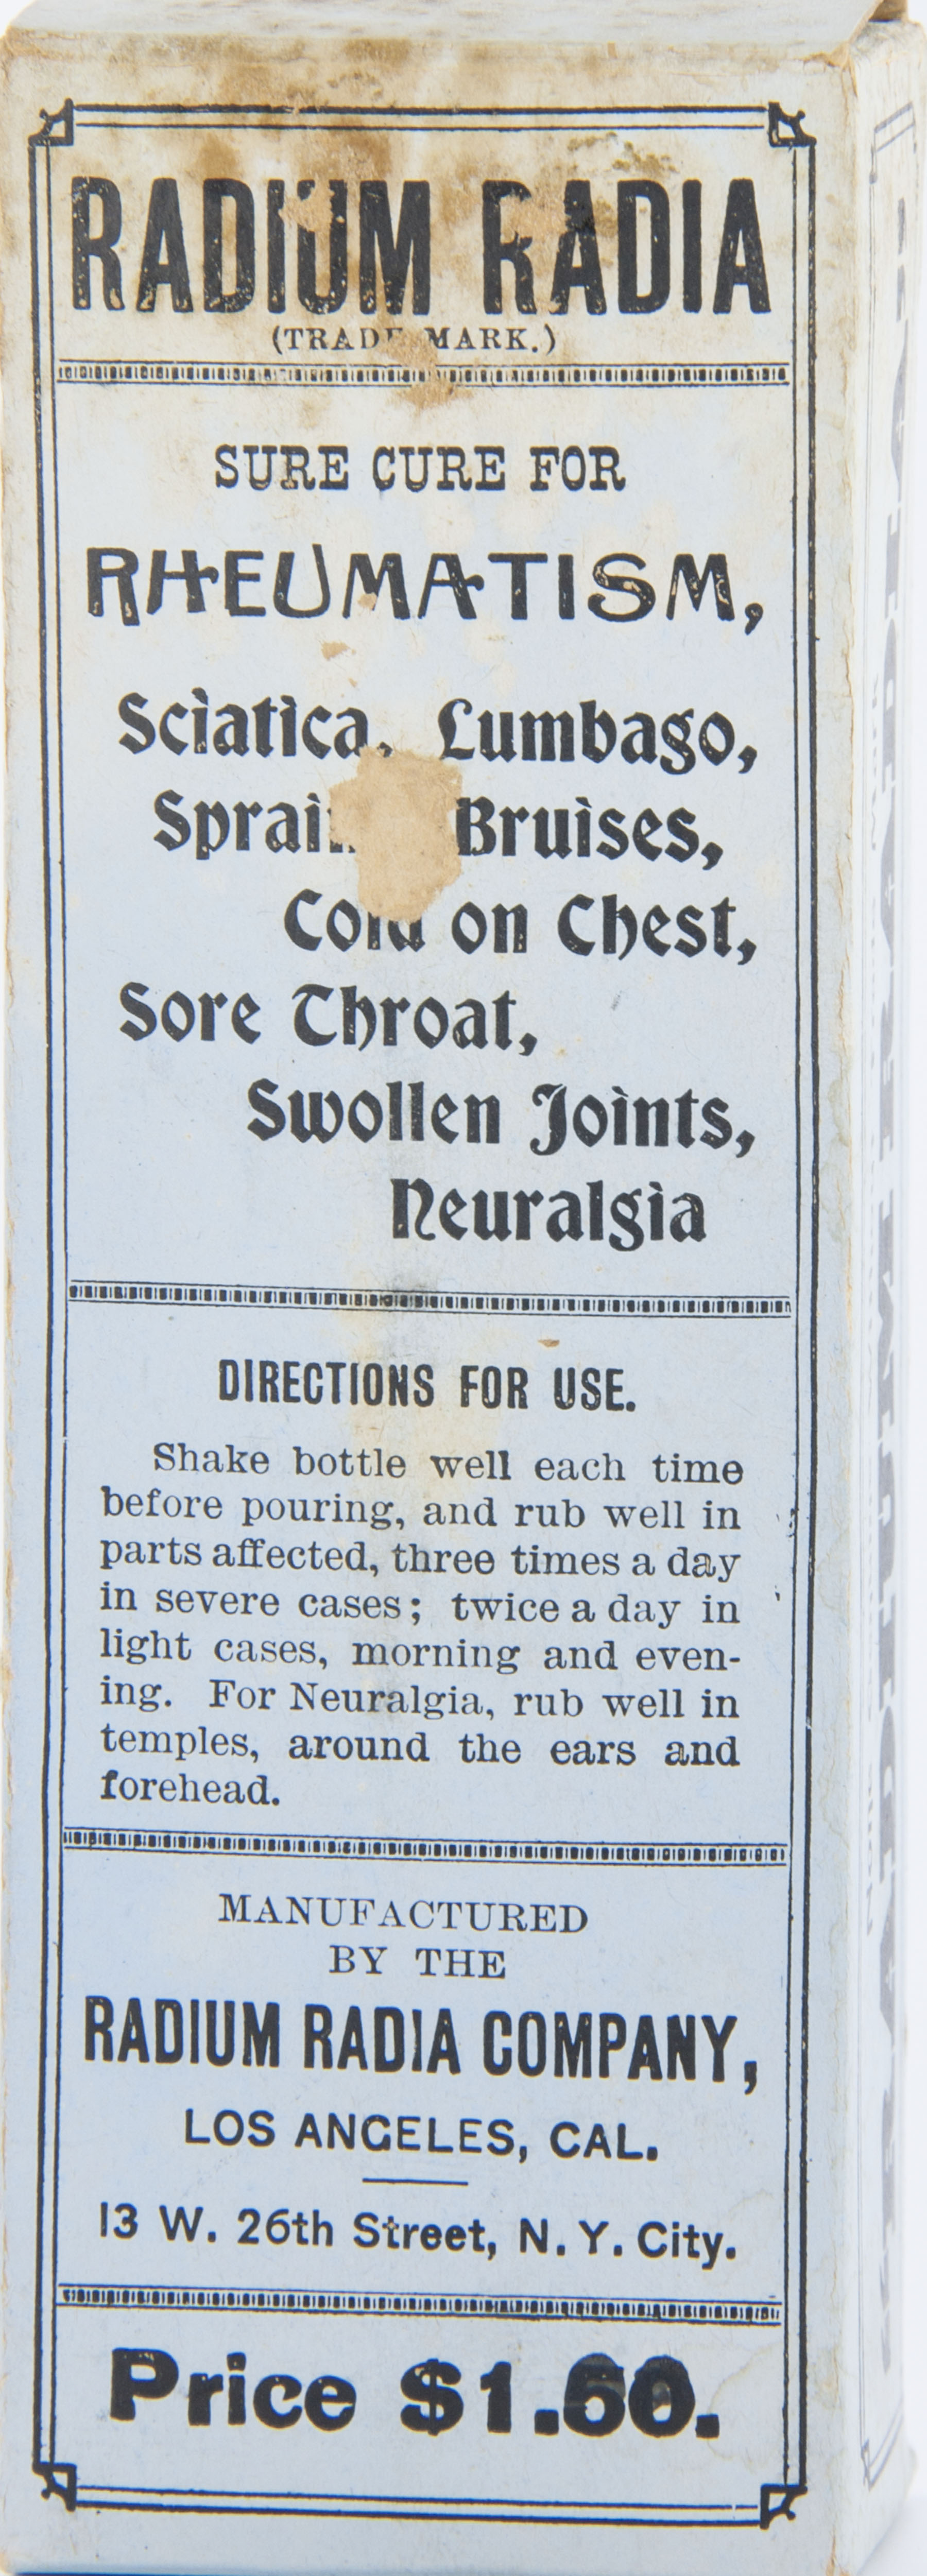 RADIUM RADIA
(TRADE MARK.)
SURE CURE FOR
RHEUMATISM,
Sciatica, Lumbago,
Bruises,
Cold on Chest,
Sore Throat,
Swollen Joints,
Neuralgia
DIRECTIONS FOR USE.
Shake bottle well each time
before pouring, and rub well in
parts affected, three times a day
in severe cases; twice a day in
light cases, morning and even-
ing. For Neuralgia, rub well in
temples, around the ears and
forehead.
MANUFACTURED
BY THE
RADIUM RADIA COMPANY,
LOS ANGELES, CAL.
13 W. 26th Street, N. Y. City.
Price